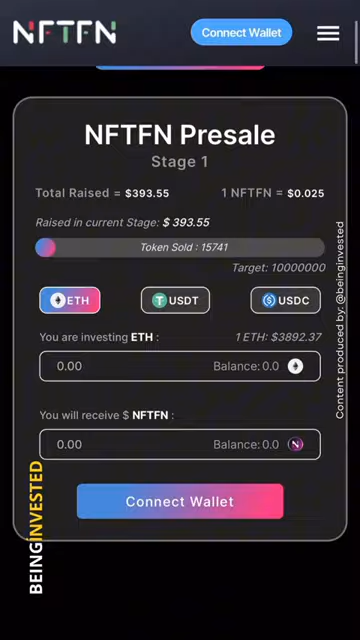 NFTFN
Connect Wallet
NFTFN Presale
Stage 1
Total Raised = $393.55
1 NFTFN = $0.025
Raised in current Stage: $ 393.55
Token Sold : 15741
Target: 10000000
ETH
USDT
USDC
You are investing ETH :
1 ETH: $3892.37
0.00
Balance: 0.0
You will receive $ NFTFN :
0.00
Balance: 0.0
N
Connect Wallet
Content produced by: @beinginvested
BEINGINVESTED